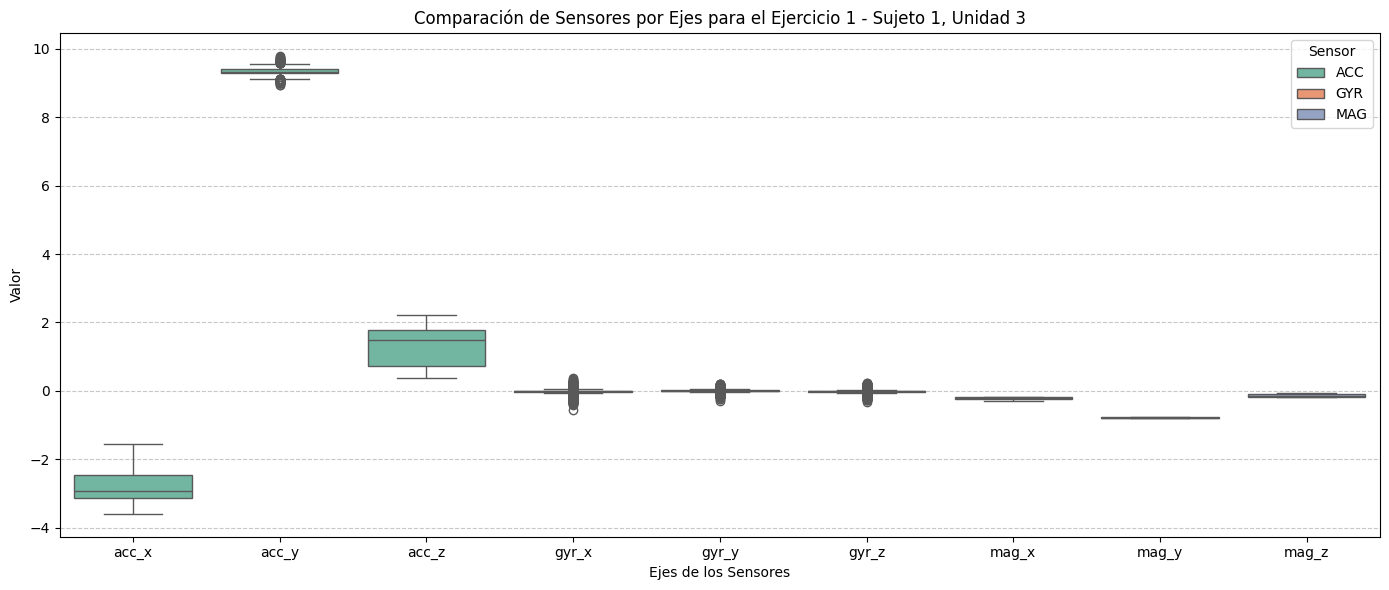 Comparación de Sensores por Ejes para el Ejercicio 1 - Sujeto 1, Unidad 3
Sensor
ACC
GYR
MAG
Valor
10
8
6
4
2
0
−2
−4
acc_x acc_y acc_z gyr_x gyr_y gyr_z mag_x mag_y mag_z
Ejes de los Sensores